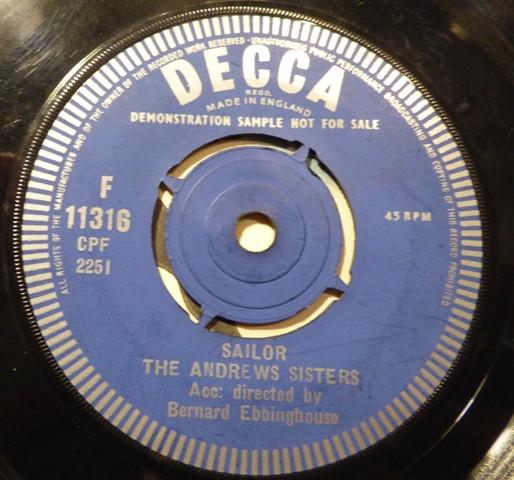 ALL RIGHTS OF THE MANUFACTURER AND OF THE OWNER OF THE RECORDED WORK RESERVED · UNAUTHORISED PUBLIC PERFORMANCE BROADCASTING AND COPYING OF THIS RECORD PROHIBITED
DECCA
REGD.
MADE IN ENGLAND
DEMONSTRATION SAMPLE NOT FOR SALE
F
11316
CPF
2251
45 RPM
SAILOR
THE ANDREWS SISTERS
Acc: directed by
Bernard Ebbinghouse